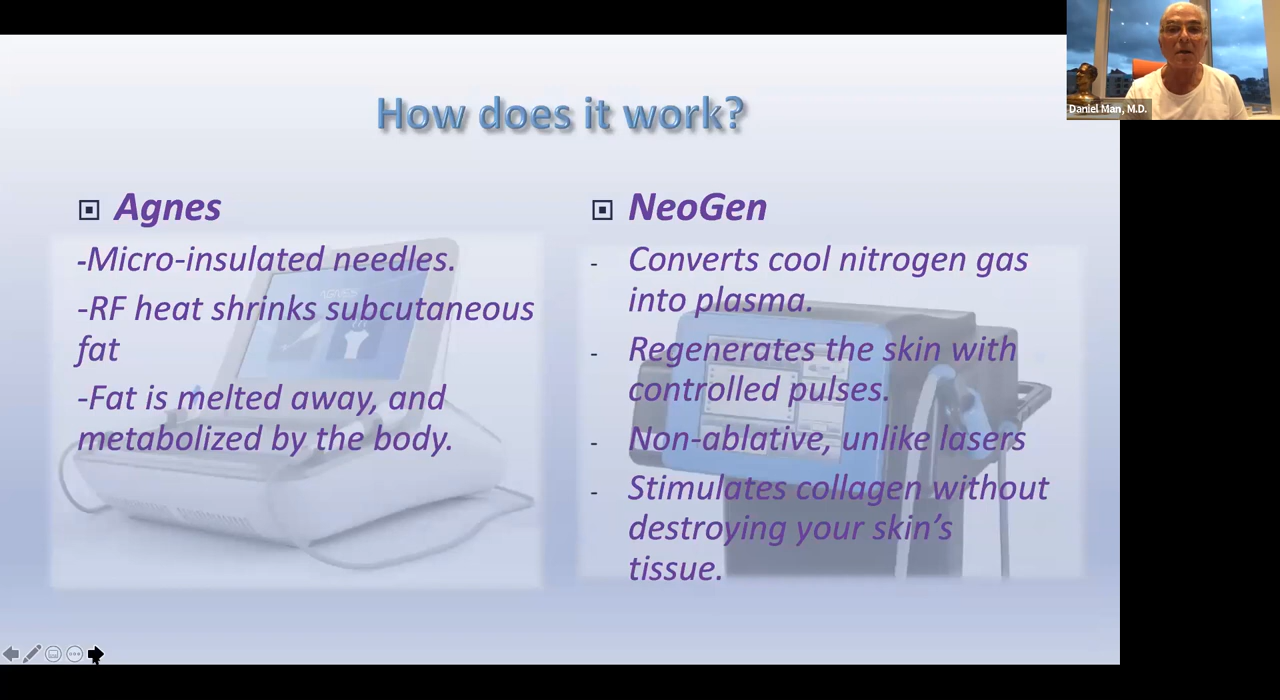 How does it work?
Daniel Man, M.D.
Agnes
-Micro-insulated needles.
-RF heat shrinks subcutaneous
fat
-Fat is melted away, and
metabolized by the body.
NeoGen
- Converts cool nitrogen gas
into plasma.
- Regenerates the skin with
controlled pulses.
- Non-ablative, unlike lasers
- Stimulates collagen without
destroying your skin’s
tissue.